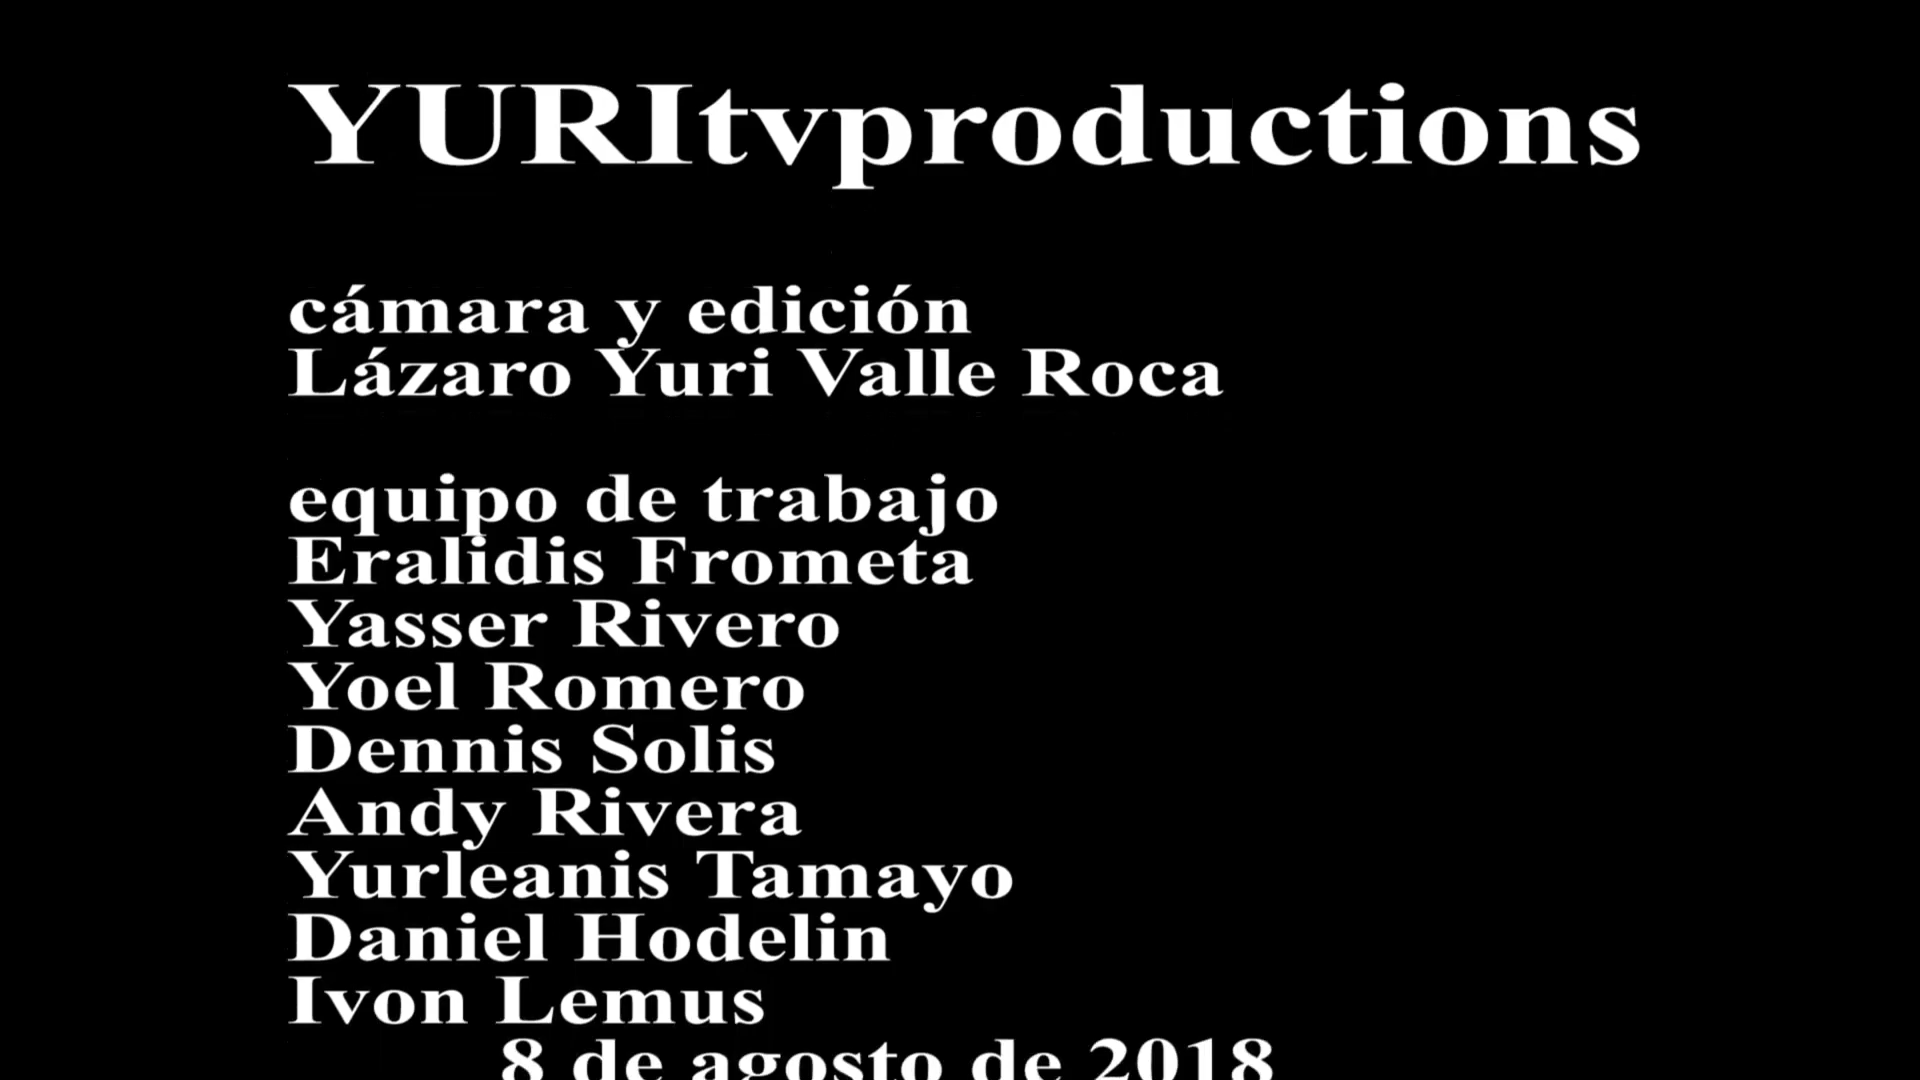 YURItvproductions
cámara y edición
Lázaro Yuri Valle Roca
equipo de trabajo
Eralidis Frometa
Yasser Rivero
Yoel Romero
Dennis Solis
Andy Rivera
Yurleanis Tamayo
Daniel Hodelin
Ivon Lemus
8 de agosto de 2018